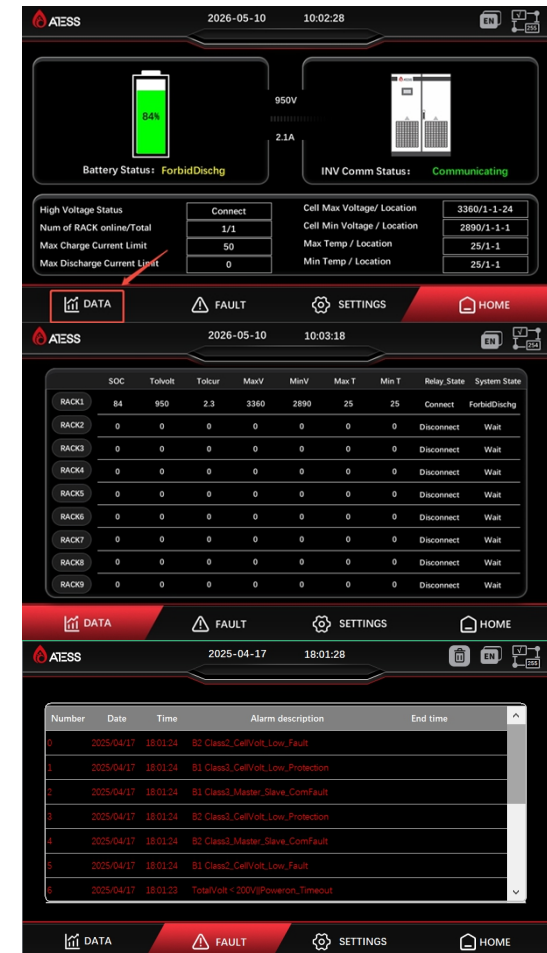 ATESS 2026-05-10 10:02:28 EN 255
84%
950V
2.1A
Battery Status: ForbidDischg
INV Comm Status: Communicating
High Voltage Status Connect
Num of RACK online/Total 1/1
Max Charge Current Limit 50
Max Discharge Current Limit 0
Cell Max Voltage/ Location 3360/1-1-24
Cell Min Voltage / Location 2890/1-1-1
Max Temp / Location 25/1-1
Min Temp / Location 25/1-1
DATA FAULT SETTINGS HOME
ATESS 2026-05-10 10:03:18 EN 254
SOC Tolvolt Tolcur MaxV MinV Max T Min T Relay_State System State
RACK1 84 950 2.3 3360 2890 25 25 Connect ForbidDischg
RACK2 0 0 0 0 0 0 0 Disconnect Wait
RACK3 0 0 0 0 0 0 0 Disconnect Wait
RACK4 0 0 0 0 0 0 0 Disconnect Wait
RACK5 0 0 0 0 0 0 0 Disconnect Wait
RACK6 0 0 0 0 0 0 0 Disconnect Wait
RACK7 0 0 0 0 0 0 0 Disconnect Wait
RACK8 0 0 0 0 0 0 0 Disconnect Wait
RACK9 0 0 0 0 0 0 0 Disconnect Wait
DATA FAULT SETTINGS HOME
ATESS 2025-04-17 18:01:28 EN 255
Number Date Time Alarm description End time
0 2025/04/17 18:01:24 B2 Class2_CellVolt_Low_Fault
1 2025/04/17 18:01:24 B1 Class3_CellVolt_Low_Protection
2 2025/04/17 18:01:24 B1 Class3_Master_Slave_ComFault
3 2025/04/17 18:01:24 B2 Class3_CellVolt_Low_Protection
4 2025/04/17 18:01:24 B2 Class3_Master_Slave_ComFault
5 2025/04/17 18:01:24 B1 Class3_CellVolt_Low_Fault
6 2025/04/17 18:01:23 TotalVolt < 200V||Poweron_Timeout
DATA FAULT SETTINGS HOME